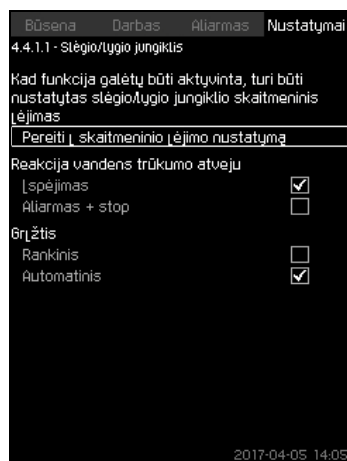 Būsena Darbas Aliarmas Nustatymai
4.4.1.1 - Slėgio/lygio jungiklis
Kad funkcija galėtų būti aktyvinta, turi būti
nustatytas slėgio/lygio jungiklio skaitmeninis
įėjimas
Pereiti į skaitmeninio įėjimo nustatymą
Reakcija vandens trūkumo atveju
Įspėjimas
Aliarmas + stop
Grįžtis
Rankinis
Automatinis
2017-04-05 14:05